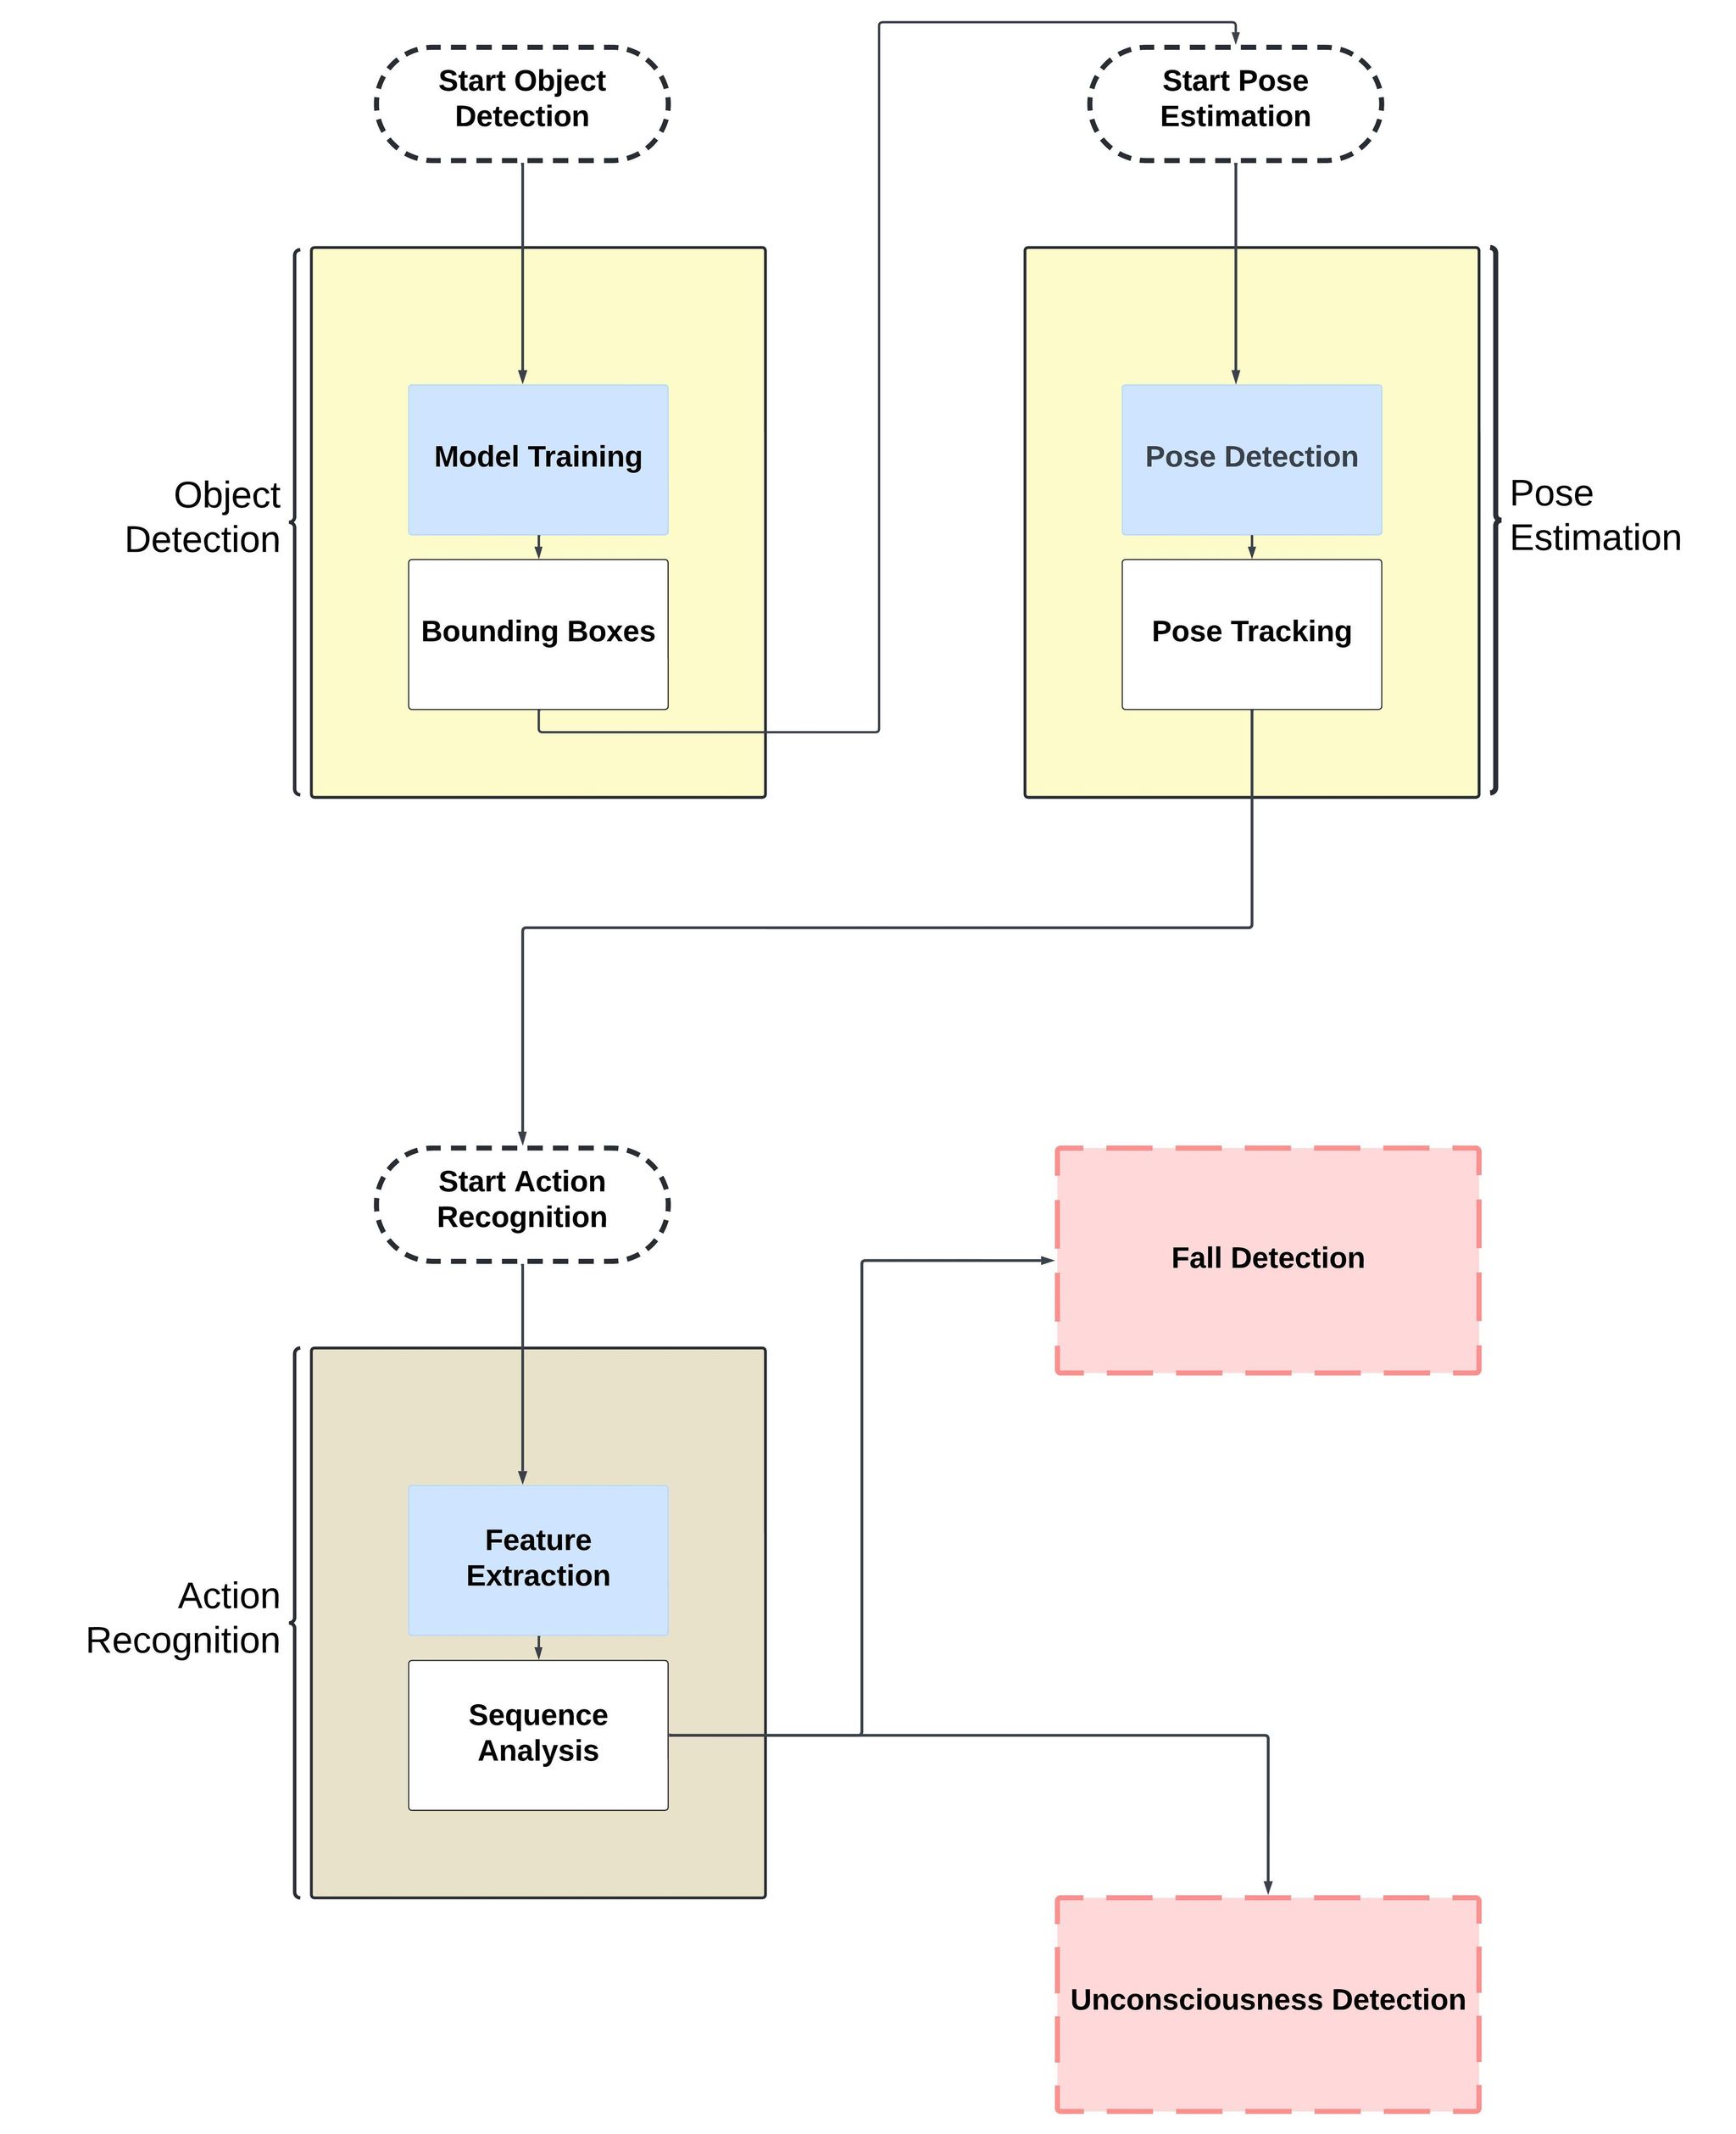 Start Object
Detection
Start Pose
Estimation
Object
Detection
Model Training
Bounding Boxes
Pose Detection
Pose Tracking
Pose
Estimation
Start Action
Recognition
Fall Detection
Action
Recognition
Feature
Extraction
Sequence
Analysis
Unconsciousness Detection